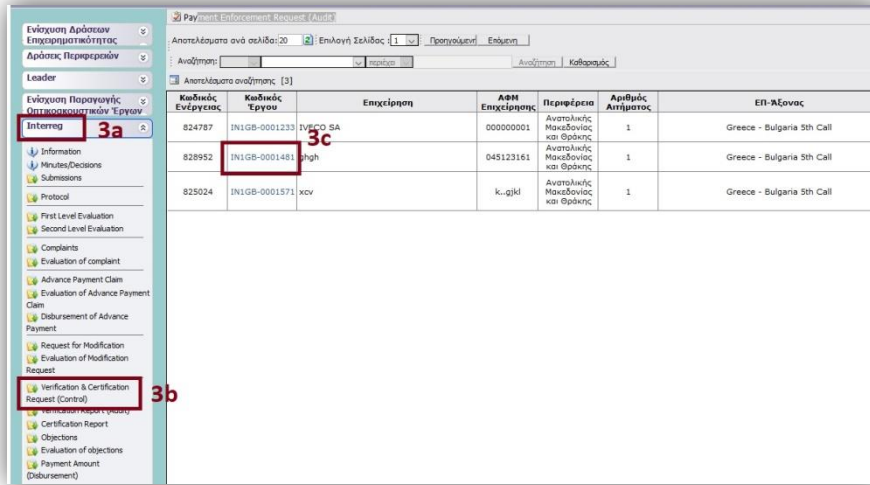 Payment Enforcement Request (Audit)
Ενίσχυση Δράσεων
Επιχειρηματικότητας
Δράσεις Περιφερειών
Leader
Ενίσχυση Παραγωγής
Οπτικοακουστικών Έργων
Interreg
3a
Information
Minutes/Decisions
Submissions
Protocol
First Level Evaluation
Second Level Evaluation
Complaints
Evaluation of complaint
Advance Payment Claim
Evaluation of Advance Payment
Claim
Disbursement of Advance
Payment
Request for Modification
Evaluation of Modification
Request
Verification & Certification
Request (Control)
3b
Verification Report (Audit)
Certification Report
Objections
Evaluation of objections
Payment Amount
(Disbursement)
Αποτελέσματα ανά σελίδα: 20 Επιλογή Σελίδας : 1 Προηγούμενη Επόμενη
Αναζήτηση: περιέχει Αναζήτηση Καθαρισμός
Αποτελέσματα αναζήτησης [3]
Κωδικός Ενέργειας Κωδικός Έργου Επιχείρηση ΑΦΜ Επιχείρησης Περιφέρεια Αριθμός Αιτήματος ΕΠ-Άξονας
824787 IN1GB-0001233 IVECO SA 000000001 Ανατολικής Μακεδονίας και Θράκης 1 Greece - Bulgaria 5th Call
3c
828952 IN1GB-0001481 ghgh 045123161 Ανατολικής Μακεδονίας και Θράκης 1 Greece - Bulgaria 5th Call
825024 IN1GB-0001571 xcv k..gjkl Ανατολικής Μακεδονίας και Θράκης 1 Greece - Bulgaria 5th Call